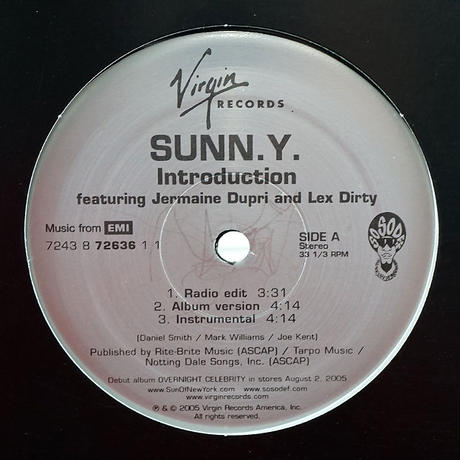 Virgin
RECORDS
SUNN.Y.
Introduction
featuring Jermaine Dupri and Lex Dirty
Music from EMI
7243 8 72636 1 1
SIDE A
Stereo
33 1/3 RPM
SO SO DEF
1. Radio edit 3:31
2. Album version 4:14
3. Instrumental 4:14
(Daniel Smith / Mark Williams / Joe Kent)
Published by Rite-Brite Music (ASCAP) / Tarpo Music /
Notting Dale Songs, Inc. (ASCAP)
Debut album OVERNIGHT CELEBRITY in stores August 2, 2005
www.SunOfNewYork.com www.sosodef.com
www.virginrecords.com
℗ & © 2005 Virgin Records America, Inc.
All rights reserved.